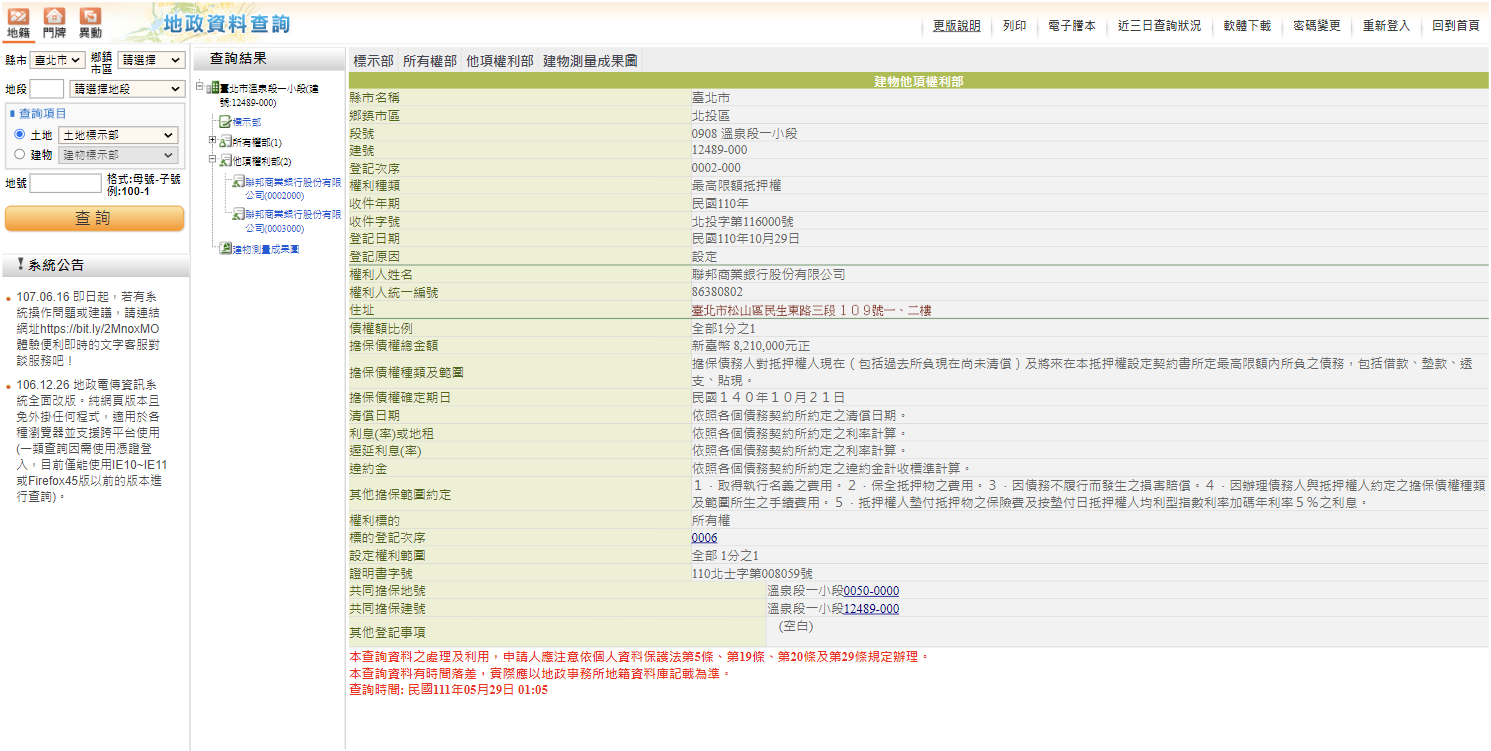 地籍 門牌 異動
地政資料查詢
更版說明 列印 電子謄本 近三日查詢狀況 軟體下載 密碼變更 重新登入 回到首頁
縣市 臺北市 鄉鎮市區 請選擇
地段 請選擇地段
查詢項目
土地 土地標示部
建物 建物標示部
地號 格式:母號-子號
例:100-1
查詢
系統公告
107.06.16 即日起，若有系
統操作問題或建議，請連結
網址https://bit.ly/2MnoxMO
體驗便利即時的文字客服對
談服務吧！
106.12.26 地政電傳資訊系
統全面改版。純網頁版本且
免外掛任何程式，適用於各
種瀏覽器並支援跨平台使用
(一類查詢因需使用憑證登
入，目前僅能使用IE10~IE11
或Firefox45版以前的版本進
行查詢)。
查詢結果
臺北市溫泉段一小段(建
號:12489-000)
標示部
所有權部(1)
他項權利部(2)
聯邦商業銀行股份有限
公司(0002000)
聯邦商業銀行股份有限
公司(0003000)
建物測量成果圖
標示部 所有權部 他項權利部 建物測量成果圖
建物他項權利部
縣市名稱 臺北市
鄉鎮市區 北投區
段號 0908 溫泉段一小段
建號 12489-000
登記次序 0002-000
權利種類 最高限額抵押權
收件年期 民國110年
收件字號 北投字第116000號
登記日期 民國110年10月29日
登記原因 設定
權利人姓名 聯邦商業銀行股份有限公司
權利人統一編號 86380802
住址 臺北市松山區民生東路三段１０９號一、二樓
債權額比例 全部1分之1
擔保債權總金額 新臺幣 8,210,000元正
擔保債權種類及範圍 擔保債務人對抵押權人現在（包括過去所負現在尚未清償）及將來在本抵押權設定契約書所定最高限額內所負之債務，包括借款、墊款、透
支、貼現。
擔保債權確定期日 民國１４０年１０月２１日
清償日期 依照各個債務契約所約定之清償日期。
利息(率)或地租 依照各個債務契約所約定之利率計算。
遲延利息(率) 依照各個債務契約所約定之利率計算。
違約金 依照各個債務契約所約定之違約金計收標準計算。
其他擔保範圍約定 １．取得執行名義之費用。２．保全抵押物之費用。３．因債務不履行而發生之損害賠償。４．因辦理債務人與抵押權人約定之擔保債權種類
及範圍所生之手續費用。５．抵押權人墊付抵押物之保險費及按墊付日抵押權人均利型指數利率加碼年利率５％之利息。
權利標的 所有權
標的登記次序 0006
設定權利範圍 全部 1分之1
證明書字號 110北士字第008059號
共同擔保地號 溫泉段一小段0050-0000
共同擔保建號 溫泉段一小段12489-000
其他登記事項 (空白)
本查詢資料之處理及利用，申請人應注意依個人資料保護法第5條、第19條、第20條及第29條規定辦理。
本查詢資料有時間落差，實際應以地政事務所地籍資料庫記載為準。
查詢時間: 民國111年05月29日 01:05